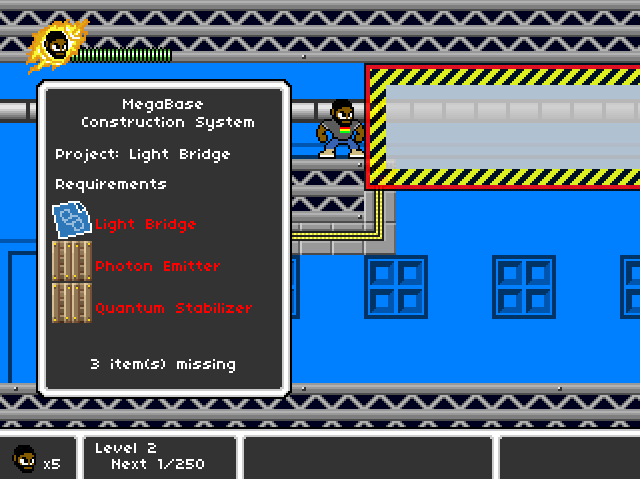 MegaBase
Construction System
Project: Light Bridge
Requirements
Light Bridge
Photon Emitter
Quantum Stabilizer
3 item(s) missing
x5
Level 2
Next 1/250